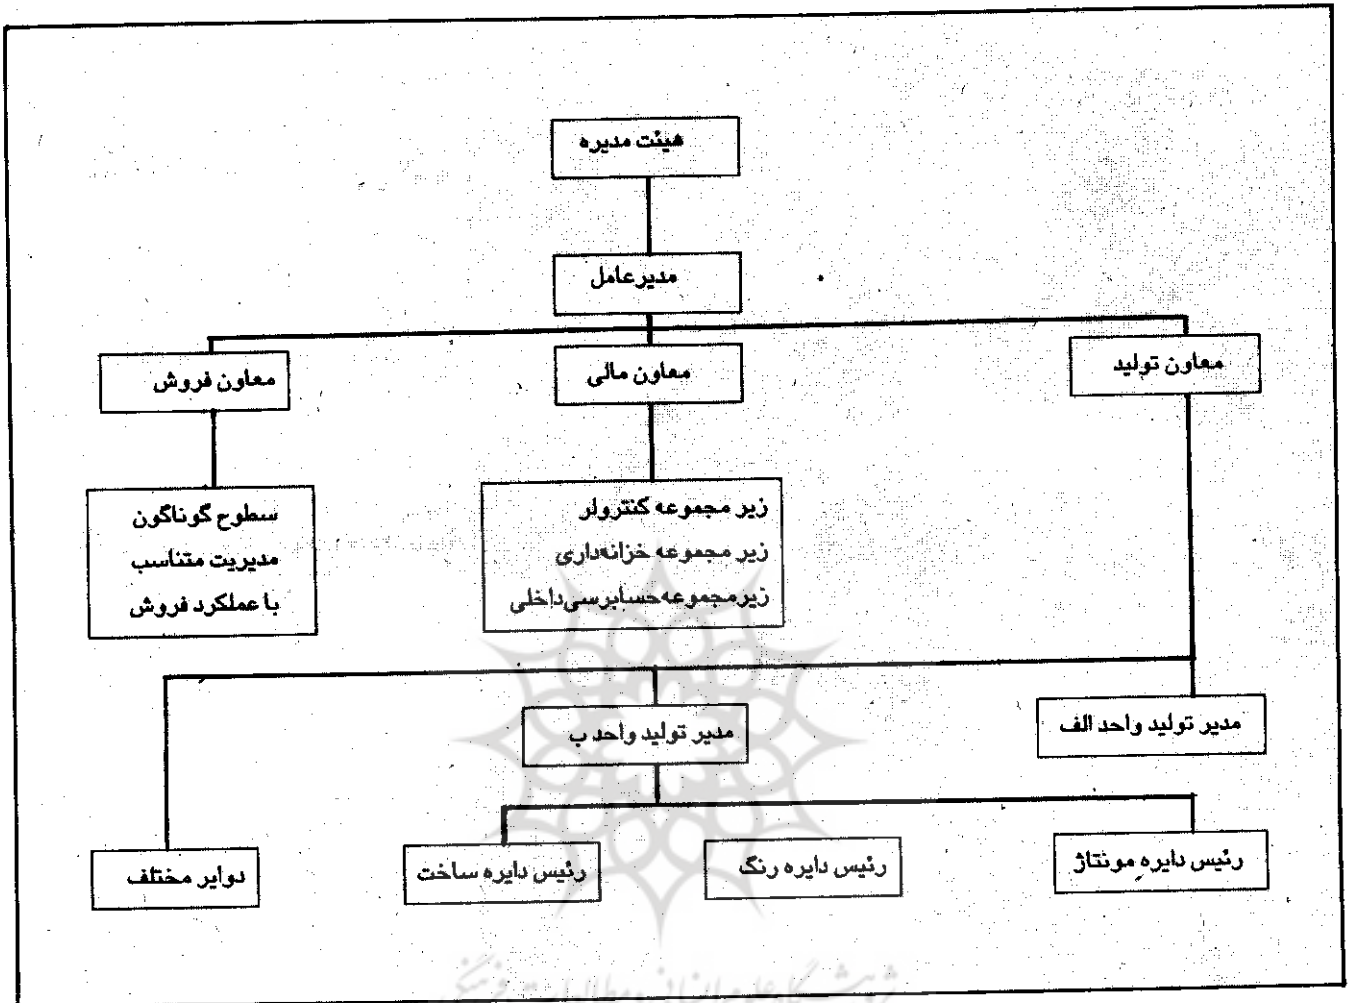 هیئت مدیره
مدیرعامل
معاون تولید
معاون مالی
معاون فروش
زیر مجموعه کنترولر
زیر مجموعه خزانه‌داری
زیرمجموعه حسابرسی داخلی
سطوح گوناگون
مدیریت متناسب
با عملکرد فروش
مدیر تولید واحد الف
مدیر تولید واحد ب
رئیس دایره مونتاژ
رئیس دایره رنگ
رئیس دایره ساخت
دوایر مختلف